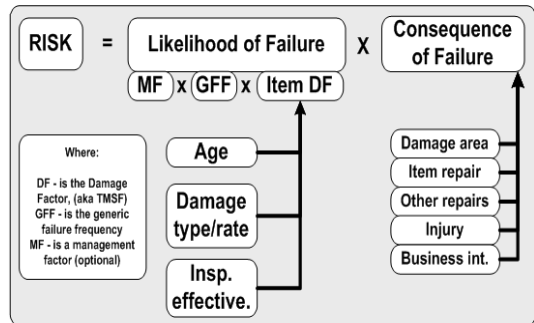 RISK = Likelihood of Failure X Consequence of Failure
MF x GFF x Item DF
Where:
DF - is the Damage
Factor, (aka TMSF)
GFF - is the generic
failure frequency
MF - is a management
factor (optional)
Age
Damage
type/rate
Insp.
effective.
Damage area
Item repair
Other repairs
Injury
Business int.